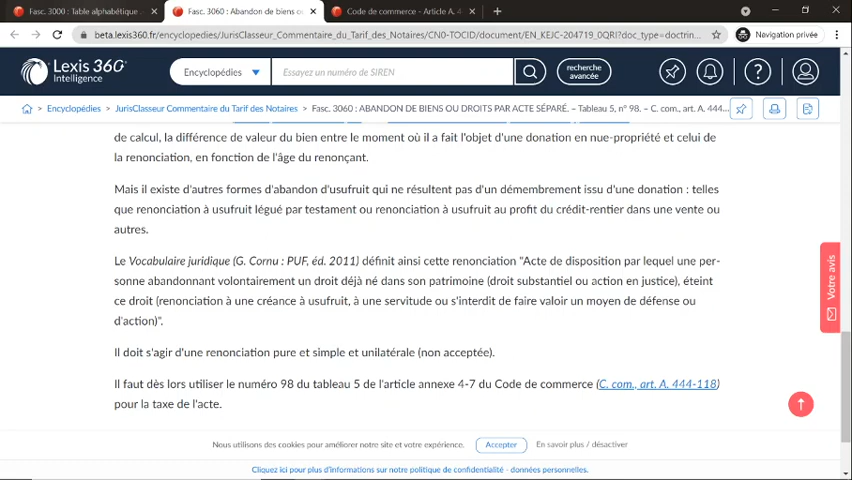 Fasc. 3000 : Table alphabétique
Fasc. 3060 : Abandon de biens o
Code de commerce - Article A. 4
beta.lexis360.fr/encyclopedies/JurisClasseur_Commentaire_du_Tarif_des_Notaires/CN0-TOCID/document/EN_KEJC-204719_0QRI?doc_type=doctrin...
Navigation privée
Lexis 360
Intelligence
Encyclopédies
Essayez un numéro de SIREN
recherche
avancée
Encyclopédies > JurisClasseur Commentaire du Tarif des Notaires > Fasc. 3060 : ABANDON DE BIENS OU DROITS PAR ACTE SÉPARÉ. – Tableau 5, n° 98. – C. com., art. A. 444...
de calcul, la différence de valeur du bien entre le moment où il a fait l'objet d'une donation en nue-propriété et celui de
la renonciation, en fonction de l'âge du renonçant.
Mais il existe d'autres formes d'abandon d'usufruit qui ne résultent pas d'un démembrement issu d'une donation : telles
que renonciation à usufruit légué par testament ou renonciation à usufruit au profit du crédit-rentier dans une vente ou
autres.
Le Vocabulaire juridique (G. Cornu : PUF, éd. 2011) définit ainsi cette renonciation "Acte de disposition par lequel une per-
sonne abandonnant volontairement un droit déjà né dans son patrimoine (droit substantiel ou action en justice), éteint
ce droit (renonciation à une créance à usufruit, à une servitude ou s'interdit de faire valoir un moyen de défense ou
d'action)".
Il doit s'agir d'une renonciation pure et simple et unilatérale (non acceptée).
Il faut dès lors utiliser le numéro 98 du tableau 5 de l'article annexe 4-7 du Code de commerce (C. com., art. A. 444-118)
pour la taxe de l'acte.
Votre avis
Nous utilisons des cookies pour améliorer notre site et votre expérience.
Accepter
En savoir plus / désactiver
Cliquez ici pour plus d'informations sur notre politique de confidentialité - données personnelles.